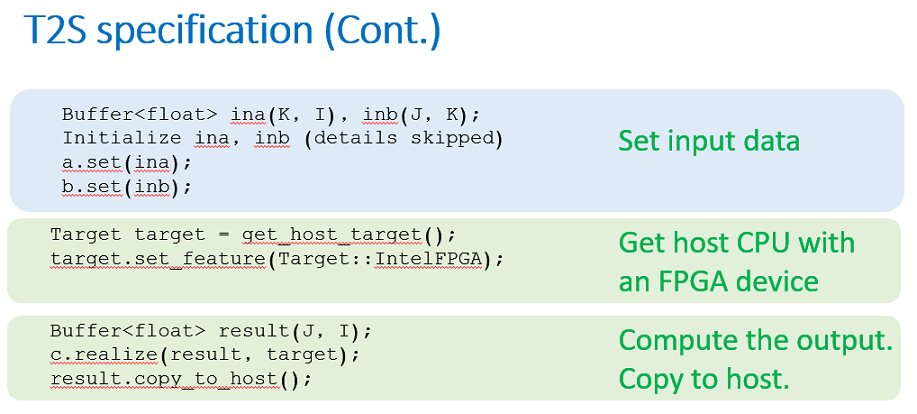 T2S specification (Cont.)
Buffer<float> ina(K, I), inb(J, K);
Initialize ina, inb (details skipped)
a.set(ina);
b.set(inb);
Set input data
Target target = get_host_target();
target.set_feature(Target::IntelFPGA);
Get host CPU with
an FPGA device
Buffer<float> result(J, I);
c.realize(result, target);
result.copy_to_host();
Compute the output.
Copy to host.